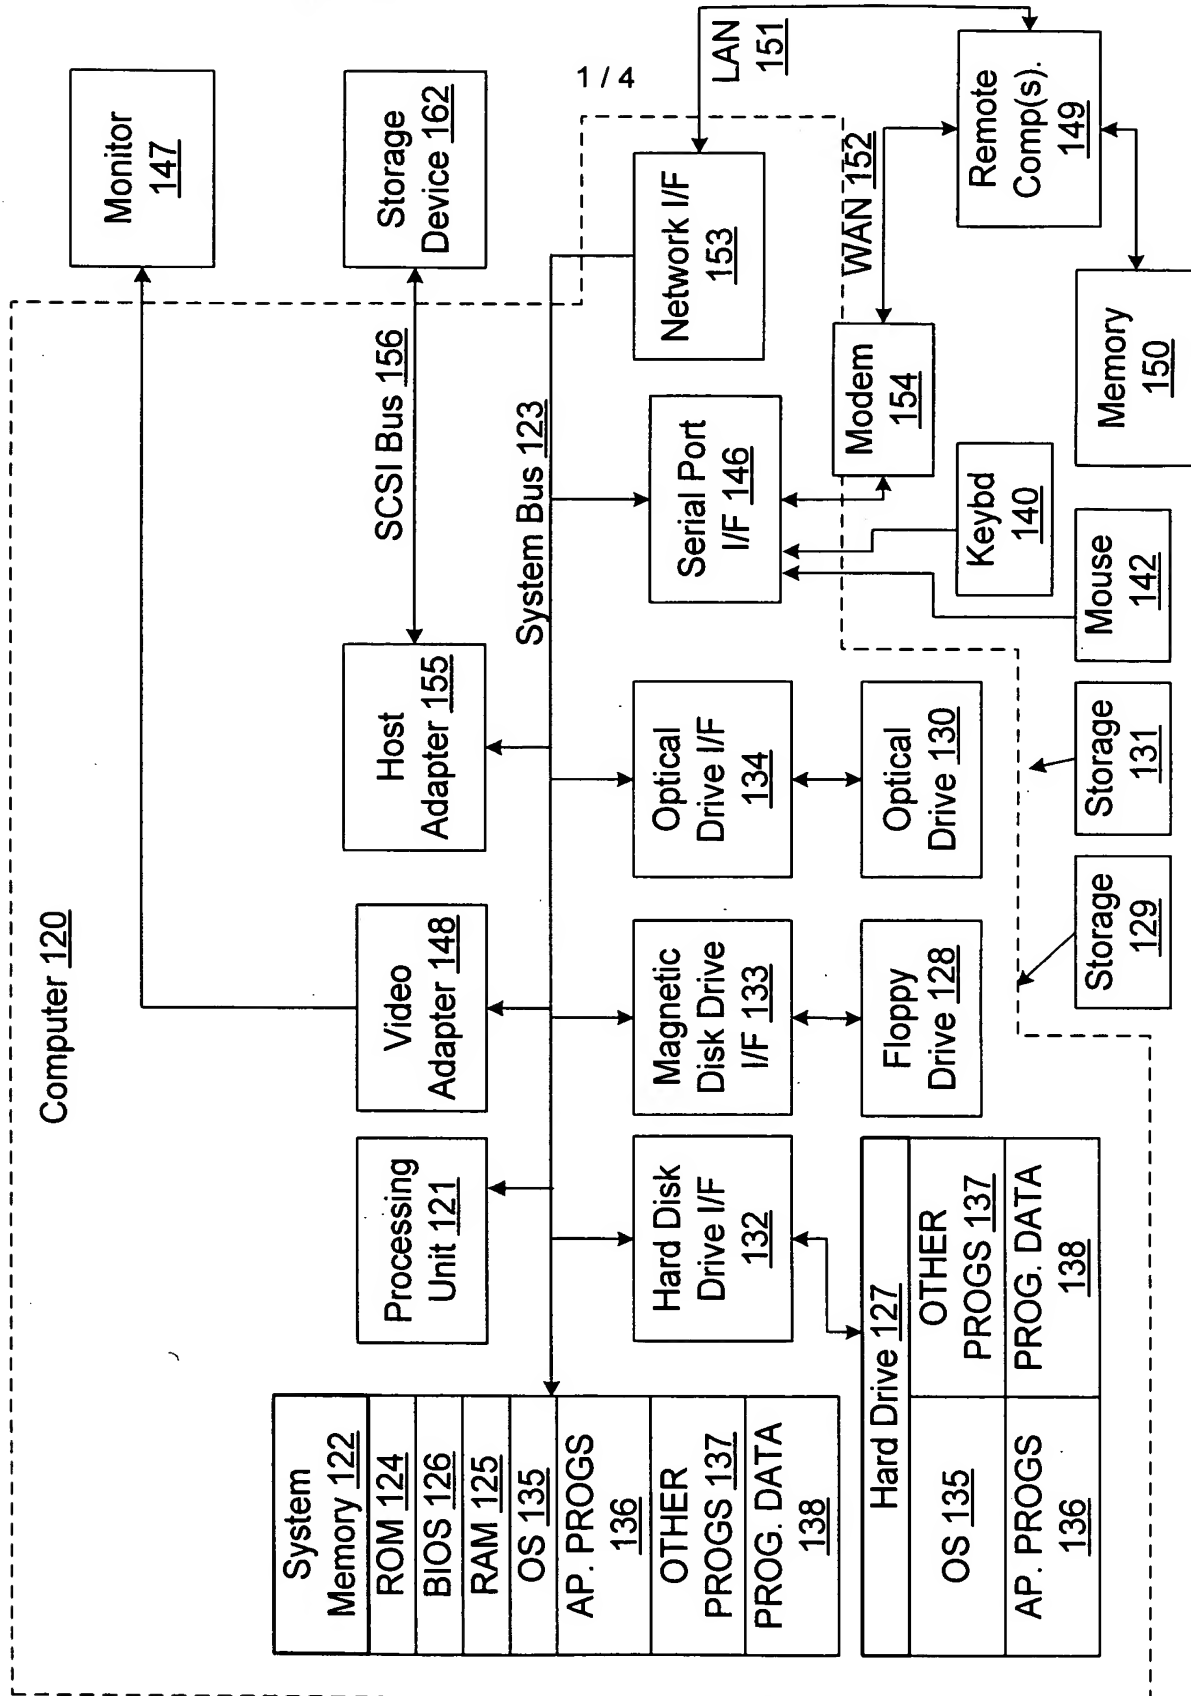 1 / 4
Computer 120
Monitor
147
Storage
Device 162
SCSI Bus 156
Processing
Unit 121
Video
Adapter 148
Host
Adapter 155
System Bus 123
System
Memory 122
ROM 124
BIOS 126
RAM 125
OS 135
AP. PROGS
136
OTHER
PROGS 137
PROG. DATA
138
Hard Disk
Drive I/F
132
Magnetic
Disk Drive
I/F 133
Optical
Drive I/F
134
Serial Port
I/F 146
Network I/F
153
LAN
151
Hard Drive 127
OS 135
OTHER
PROGS 137
AP. PROGS
136
PROG. DATA
138
Floppy
Drive 128
Optical
Drive 130
Modem
154
WAN 152
Remote
Comp(s).
149
Keybd
140
Storage
129
Storage
131
Mouse
142
Memory
150